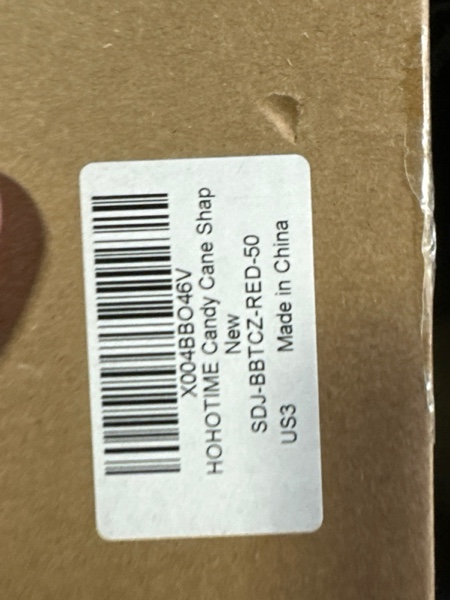 X004BBO46V
HOHOTIME Candy Cane Shap
New
SDJ-BBTCZ-RED-50
US3 Made in China